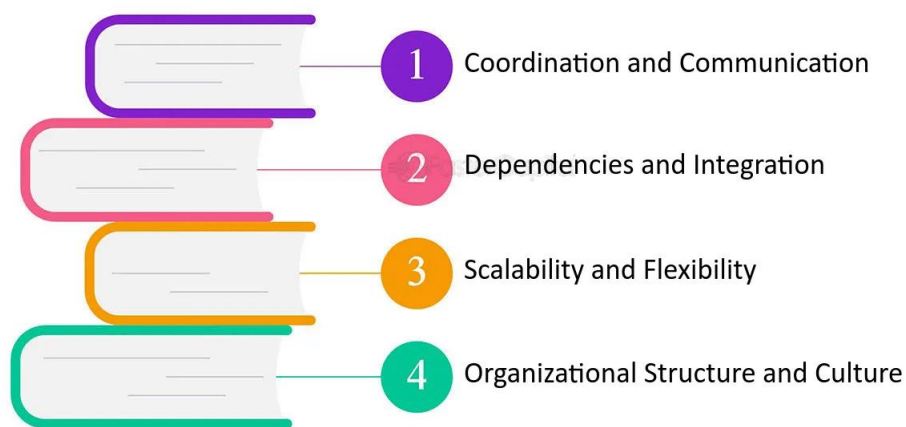 1 Coordination and Communication
2 Dependencies and Integration
3 Scalability and Flexibility
4 Organizational Structure and Culture